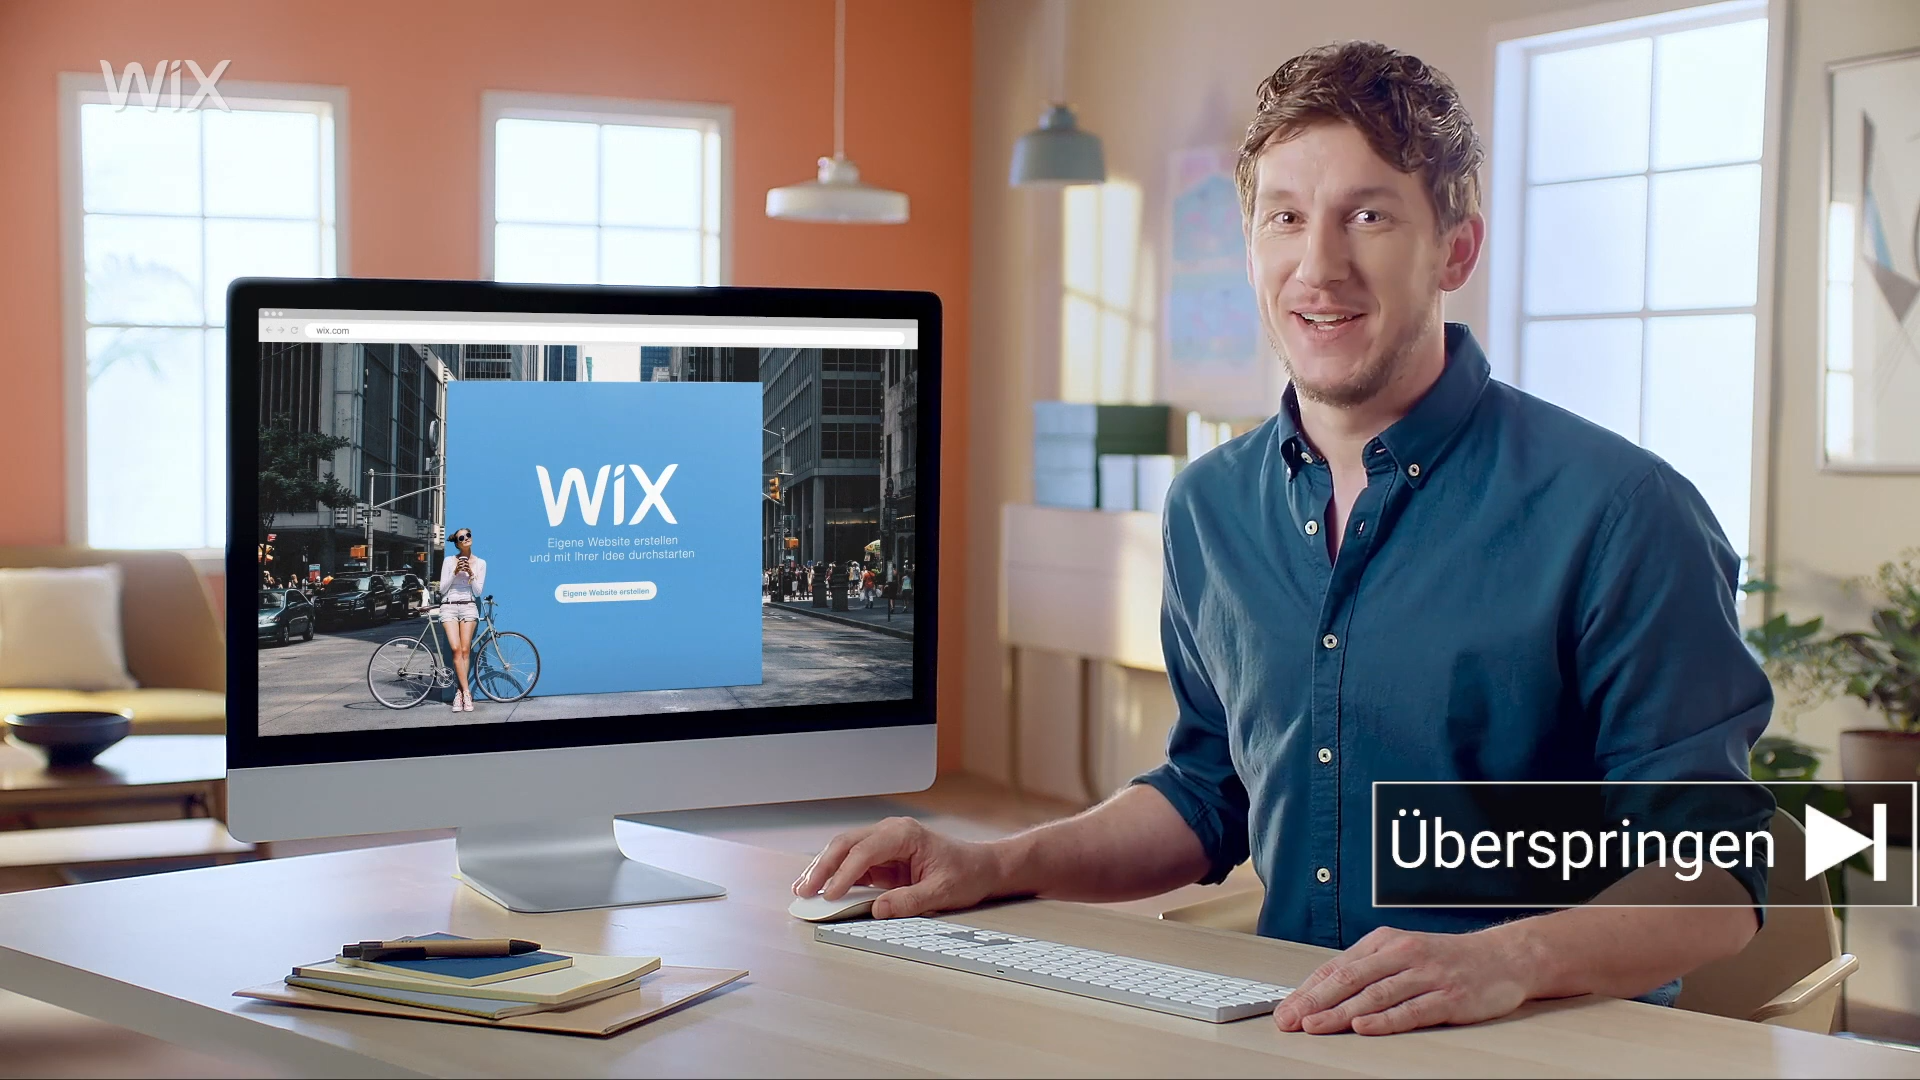 WiX
wix.com
WiX
Eigene Website erstellen
und mit Ihrer Idee durchstarten
Eigene Website erstellen
Überspringen